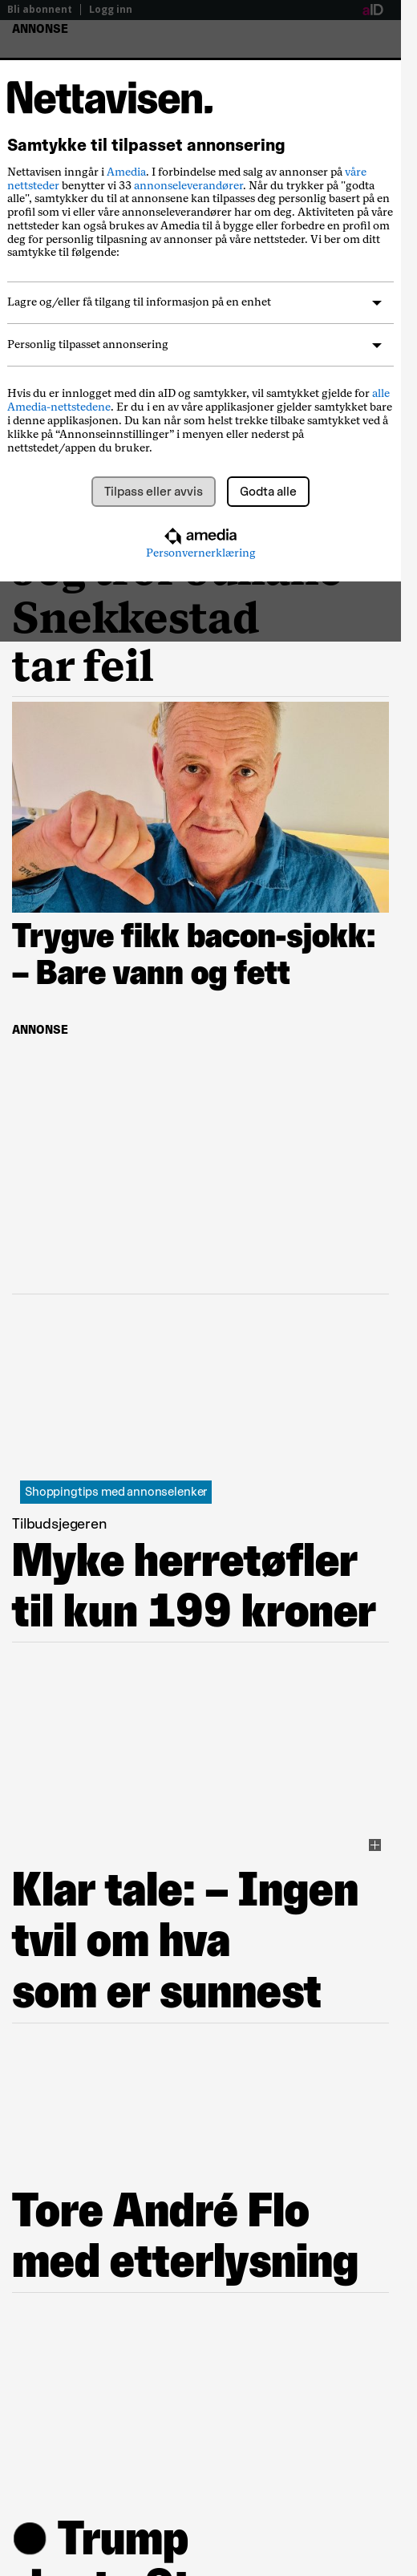 Bli abonnent | Logg inn
aID
ANNONSE
Nettavisen.
Samtykke til tilpasset annonsering
Nettavisen inngår i Amedia. I forbindelse med salg av annonser på våre
nettsteder benytter vi 33 annonseleverandører. Når du trykker på "godta
alle", samtykker du til at annonsene kan tilpasses deg personlig basert på en
profil som vi eller våre annonseleverandører har om deg. Aktiviteten på våre
nettsteder kan også brukes av Amedia til å bygge eller forbedre en profil om
deg for personlig tilpasning av annonser på våre nettsteder. Vi ber om ditt
samtykke til følgende:
Lagre og/eller få tilgang til informasjon på en enhet
Personlig tilpasset annonsering
Hvis du er innlogget med din aID og samtykker, vil samtykket gjelde for alle
Amedia-nettstedene. Er du i en av våre applikasjoner gjelder samtykket bare
i denne applikasjonen. Du kan når som helst trekke tilbake samtykket ved å
klikke på “Annonseinnstillinger” i menyen eller nederst på
nettstedet/appen du bruker.
Tilpass eller avvis
Godta alle
amedia
Personvernerklæring
Snekkestad
tar feil
Trygve fikk bacon-sjokk:
– Bare vann og fett
ANNONSE
Shoppingtips med annonselenker
Tilbudsjegeren
Myke herretøfler
til kun 199 kroner
Klar tale: – Ingen
tvil om hva
som er sunnest
Tore André Flo
med etterlysning
Trump